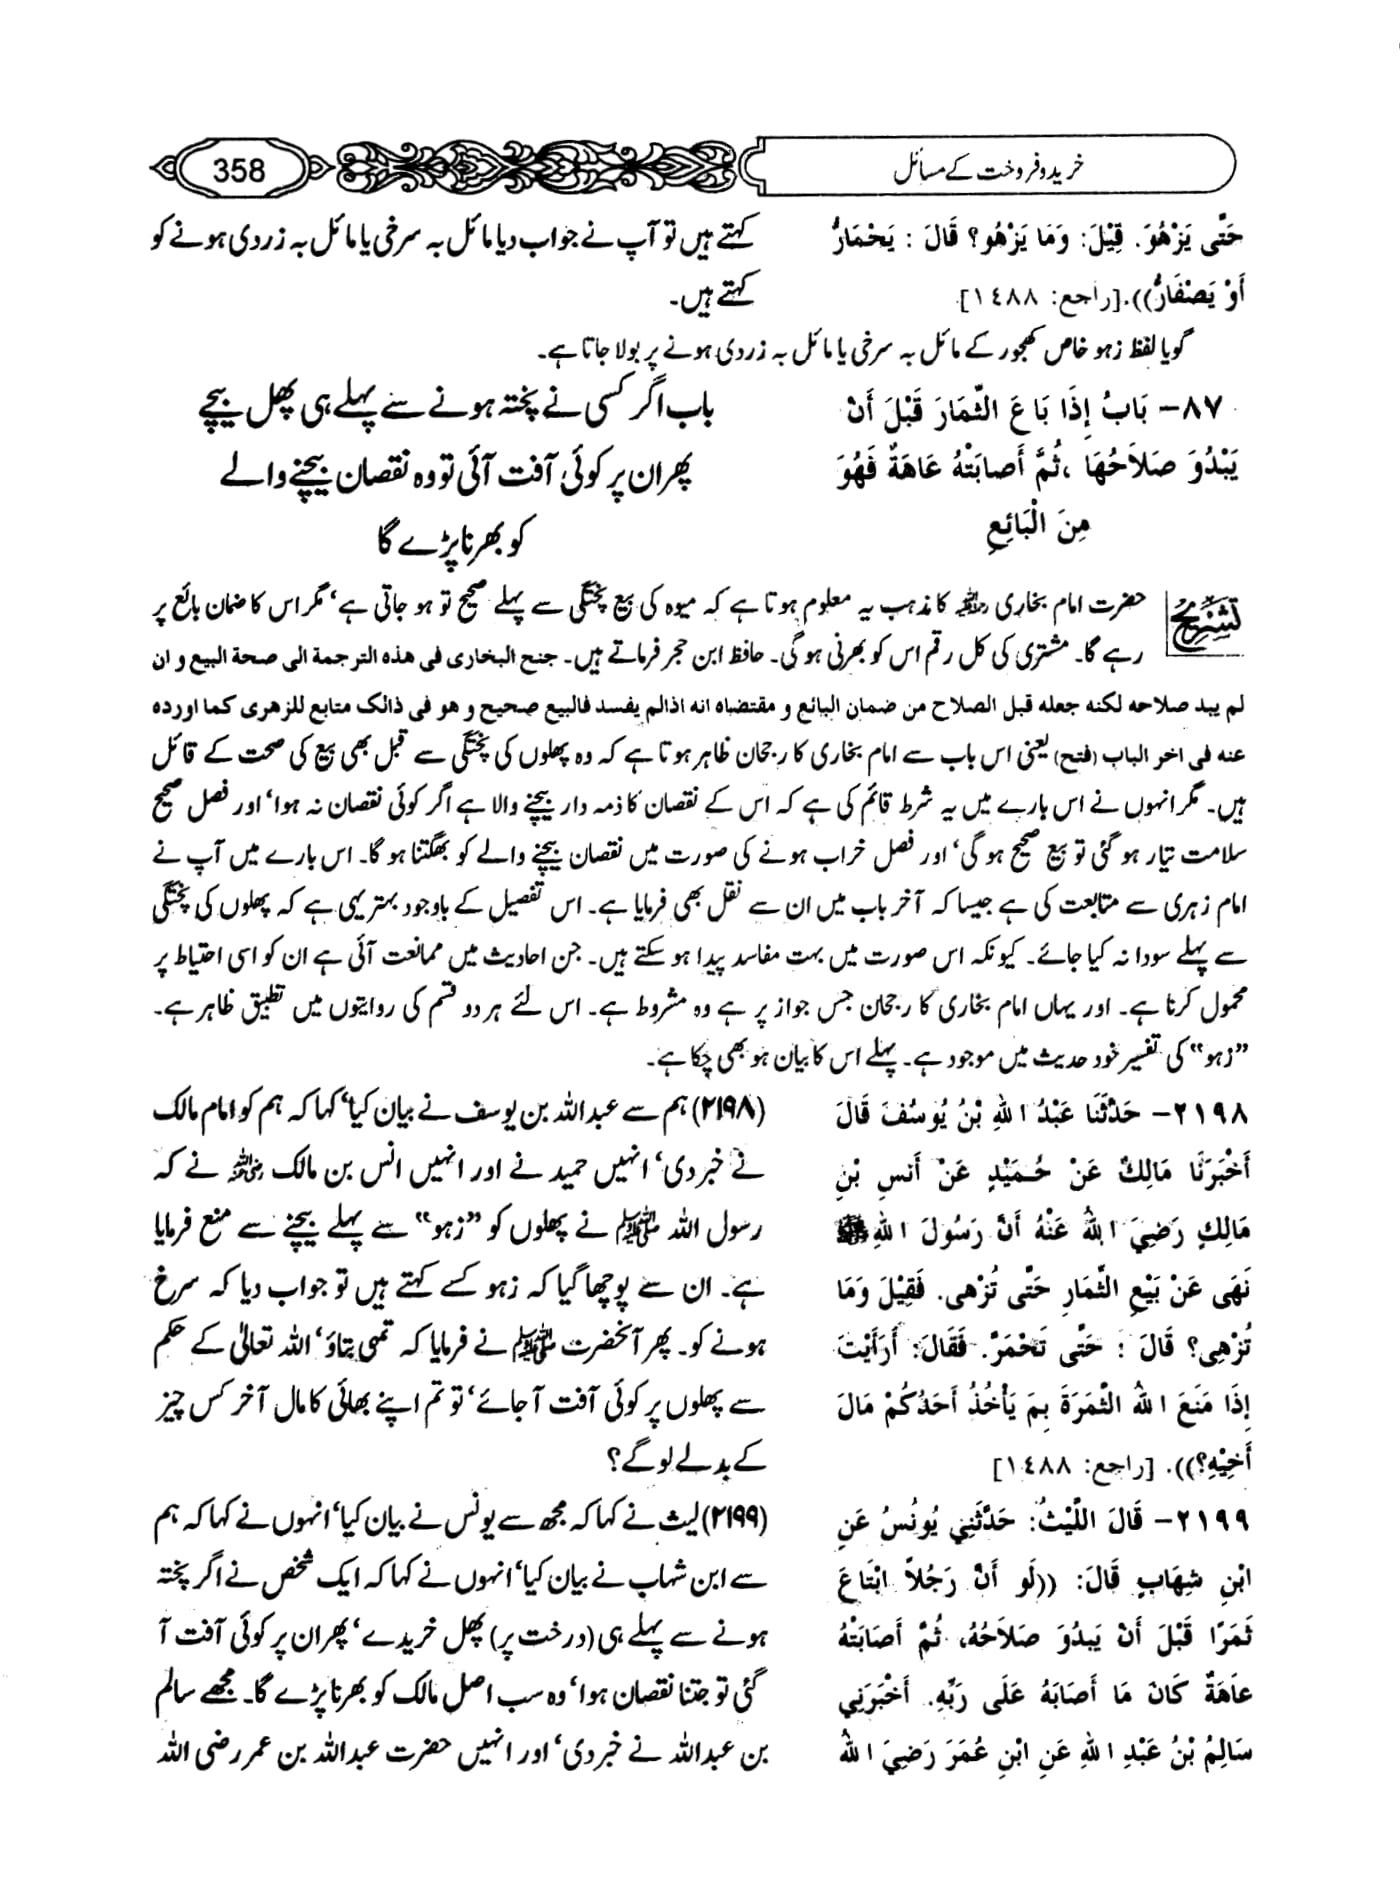 358
خرید و فروخت کے مسائل
حَتَّى يَزْهُوَ. قِيْلَ: وَمَا يَزْهُو؟ قَالَ : يَحْمَارُّ
أَوْ يَصْفَارُّ)).[راجع: ١٤٨٨]
کہتے ہیں تو آپ نے جواب دیا مائل بہ سرخی یا مائل بہ زردی ہونے کو
کہتے ہیں۔
گویا لفظ زہو خاص کھجور کے مائل بہ سرخی یا مائل بہ زردی ہونے پر بولا جاتا ہے۔
٨٧- بَابُ إِذَا بَاعَ الثِّمَارَ قَبْلَ أَنْ
يَبْدُوَ صَلاَحُهَا ، ثُمَّ أَصَابَتْهُ عَاهَةٌ فَهُوَ
مِنَ الْبَائِعِ
باب اگر کسی نے پختہ ہونے سے پہلے ہی پھل بیچے
پھر ان پر کوئی آفت آئی تو وہ نقصان بیچنے والے
کو بھرنا پڑے گا
تشریح
حضرت امام بخاری رحمۃ اللہ علیہ کا مذہب یہ معلوم ہوتا ہے کہ میوہ کی بیع پختگی سے پہلے صحیح تو ہو جاتی ہے‘ مگر اس کا ضمان بائع پر
رہے گا۔ مشتری کی کل رقم اس کو بھرنی ہو گی۔ حافظ ابن حجر فرماتے ہیں۔ جنح البخاری فی هذه الترجمة الی صحة البیع و ان
لم یبد صلاحه لکنه جعله قبل الصلاح من ضمان البائع و مقتضاه انه اذالم یفسد فالبیع صحیح و هو فی ذالک متابع للزهری کما اورده
عنه فی اخر الباب (فتح) یعنی اس باب سے امام بخاری کا رجحان ظاہر ہوتا ہے کہ وہ پھلوں کی پختگی سے قبل بھی بیع کی صحت کے قائل
ہیں۔ مگر انہوں نے اس بارے میں یہ شرط قائم کی ہے کہ اس کے نقصان کا ذمہ دار بیچنے والا ہے اگر کوئی نقصان نہ ہوا‘ اور فصل صحیح
سلامت تیار ہو گئی تو بیع صحیح ہو گی‘ اور فصل خراب ہونے کی صورت میں نقصان بیچنے والے کو بھگتنا ہو گا۔ اس بارے میں آپ نے
امام زہری سے متابعت کی ہے جیسا کہ آخر باب میں ان سے نقل بھی فرمایا ہے۔ اس تفصیل کے باوجود بہتر یہی ہے کہ پھلوں کی پختگی
سے پہلے سودا نہ کیا جائے۔ کیونکہ اس صورت میں بہت مفاسد پیدا ہو سکتے ہیں۔ جن احادیث میں ممانعت آئی ہے ان کو اسی احتیاط پر
محمول کرنا ہے۔ اور یہاں امام بخاری کا رجحان جس جواز پر ہے وہ مشروط ہے۔ اس لئے ہر دو قسم کی روایتوں میں تطبیق ظاہر ہے۔
’’زہو‘‘ کی تفسیر خود حدیث میں موجود ہے۔ پہلے اس کا بیان ہو بھی چکا ہے۔
٢١٩٨- حَدَّثَنَا عَبْدُ اللهِ بْنُ يُوسُفَ قَالَ
أَخْبَرَنَا مَالِكٌ عَنْ حُمَيْدٍ عَنْ أَنَسِ بْنِ
مَالِكٍ رَضِيَ اللهُ عَنْهُ أَنَّ رَسُولَ اللهِ ﷺ
نَهَى عَنْ بَيْعِ الثِّمَارِ حَتَّى تُزْهَى. فَقِيْلَ وَمَا
تُزْهِى؟ قَالَ : حَتَّى تَحْمَرَّ. فَقَالَ: أَرَأَيْتَ
إِذَا مَنَعَ اللهُ الثَّمَرَةَ بِمَ يَأْخُذُ أَحَدُكُمْ مَالَ
أَخِيْهِ؟)). [راجع: ١٤٨٨]
(۲۱۹۸) ہم سے عبداللہ بن یوسف نے بیان کیا‘ کہا کہ ہم کو امام مالک
نے خبر دی‘ انہیں حمید نے اور انہیں انس بن مالک رضی اللہ عنہ نے کہ
رسول اللہ ﷺ نے پھلوں کو ’’زہو‘‘ سے پہلے بیچنے سے منع فرمایا
ہے۔ ان سے پوچھا گیا کہ زہو کسے کہتے ہیں تو جواب دیا کہ سرخ
ہونے کو۔ پھر آنحضرت ﷺ نے فرمایا کہ تمہی بتاؤ‘ اللہ تعالیٰ کے حکم
سے پھلوں پر کوئی آفت آ جائے‘ تو تم اپنے بھائی کا مال آخر کس چیز
کے بدلے لو گے؟
٢١٩٩- قَالَ اللَّيْثُ: حَدَّثَنِي يُونُسُ عَنِ
ابْنِ شِهَابٍ قَالَ: ((لَو أَنَّ رَجُلاً ابْتَاعَ
ثَمَرًا قَبْلَ أَنْ يَبدُوَ صَلاَحُهُ، ثُمَّ أَصَابَتْهُ
عَاهَةٌ كَانَ مَا أَصَابَهُ عَلَى رَبِّهِ. أَخْبَرَنِي
سَالِمُ بْنُ عَبْدِ اللهِ عَنِ ابْنِ عُمَرَ رَضِيَ اللهُ
(۲۱۹۹) لیث نے کہا کہ مجھ سے یونس نے بیان کیا‘ انہوں نے کہا کہ ہم
سے ابن شہاب نے بیان کیا‘ انہوں نے کہا کہ ایک شخص نے اگر پختہ
ہونے سے پہلے ہی (درخت پر) پھل خریدے‘ پھر ان پر کوئی آفت آ
گئی تو جتنا نقصان ہوا‘ وہ سب اصل مالک کو بھرنا پڑے گا۔ مجھے سالم
بن عبداللہ نے خبر دی‘ اور انہیں حضرت عبداللہ بن عمر رضی اللہ